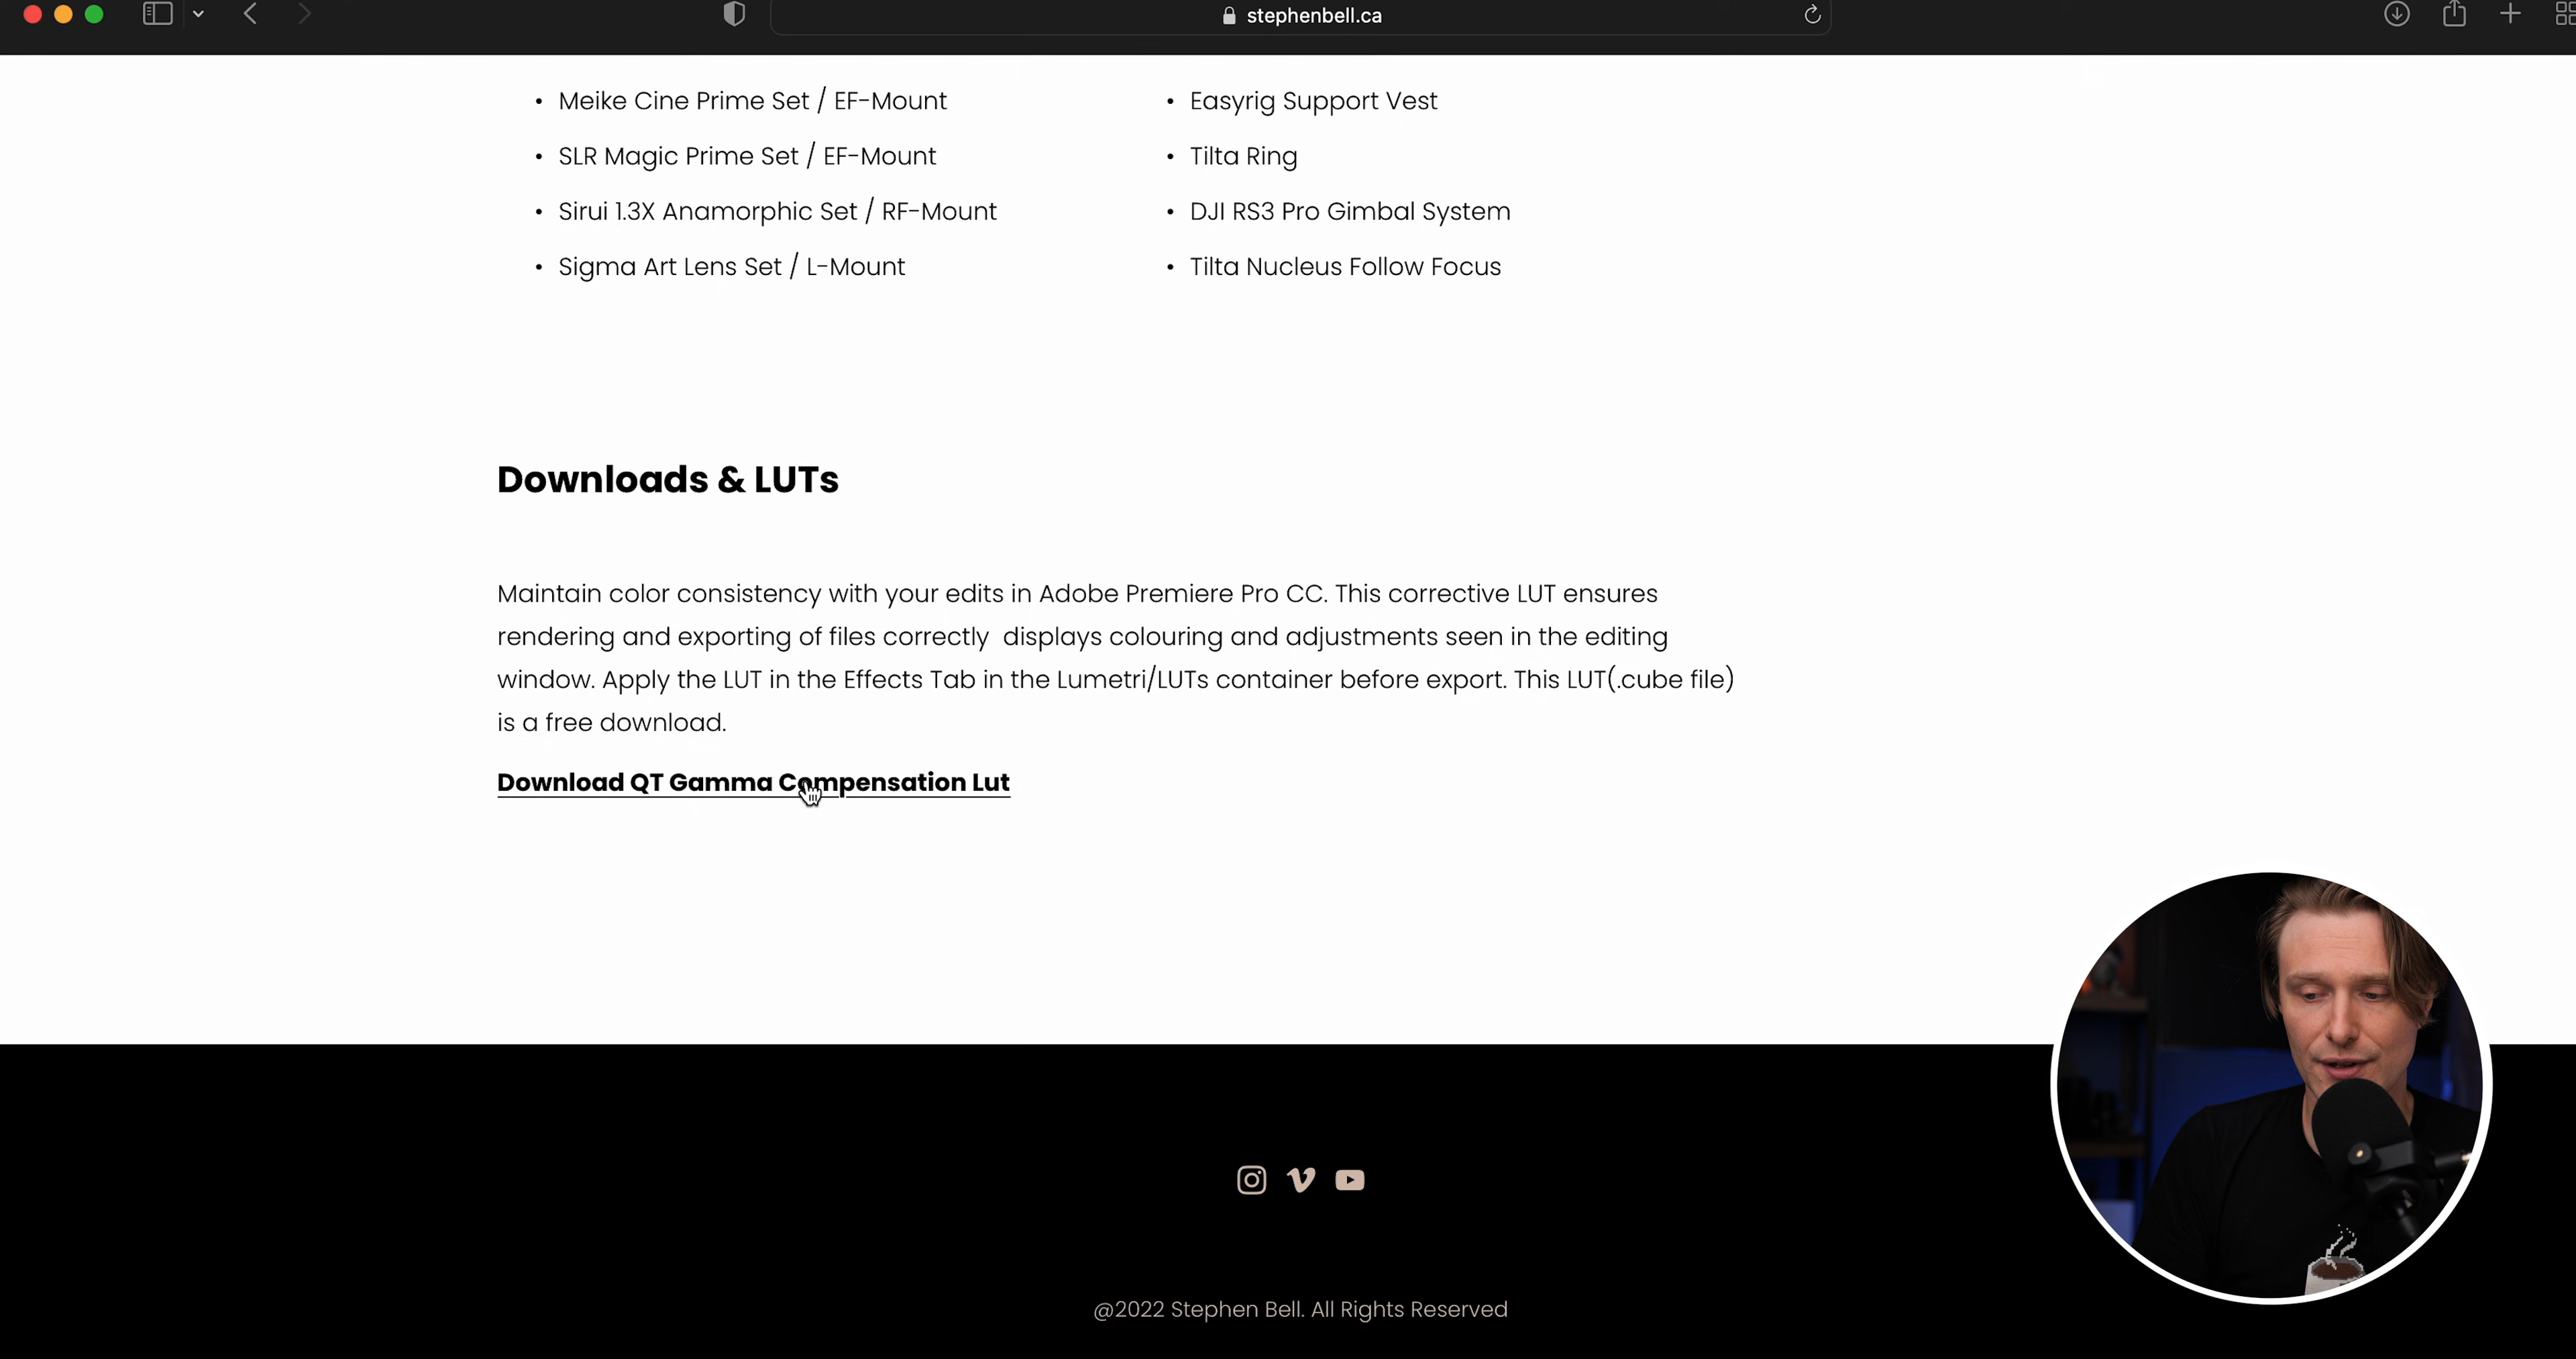 stephenbell.ca
• Meike Cine Prime Set / EF-Mount
• SLR Magic Prime Set / EF-Mount
• Sirui 1.3X Anamorphic Set / RF-Mount
• Sigma Art Lens Set / L-Mount
• Easyrig Support Vest
• Tilta Ring
• DJI RS3 Pro Gimbal System
• Tilta Nucleus Follow Focus
Downloads & LUTs
Maintain color consistency with your edits in Adobe Premiere Pro CC. This corrective LUT ensures
rendering and exporting of files correctly  displays colouring and adjustments seen in the editing
window. Apply the LUT in the Effects Tab in the Lumetri/LUTs container before export. This LUT(.cube file)
is a free download.
Download QT Gamma Compensation Lut
@2022 Stephen Bell. All Rights Reserved